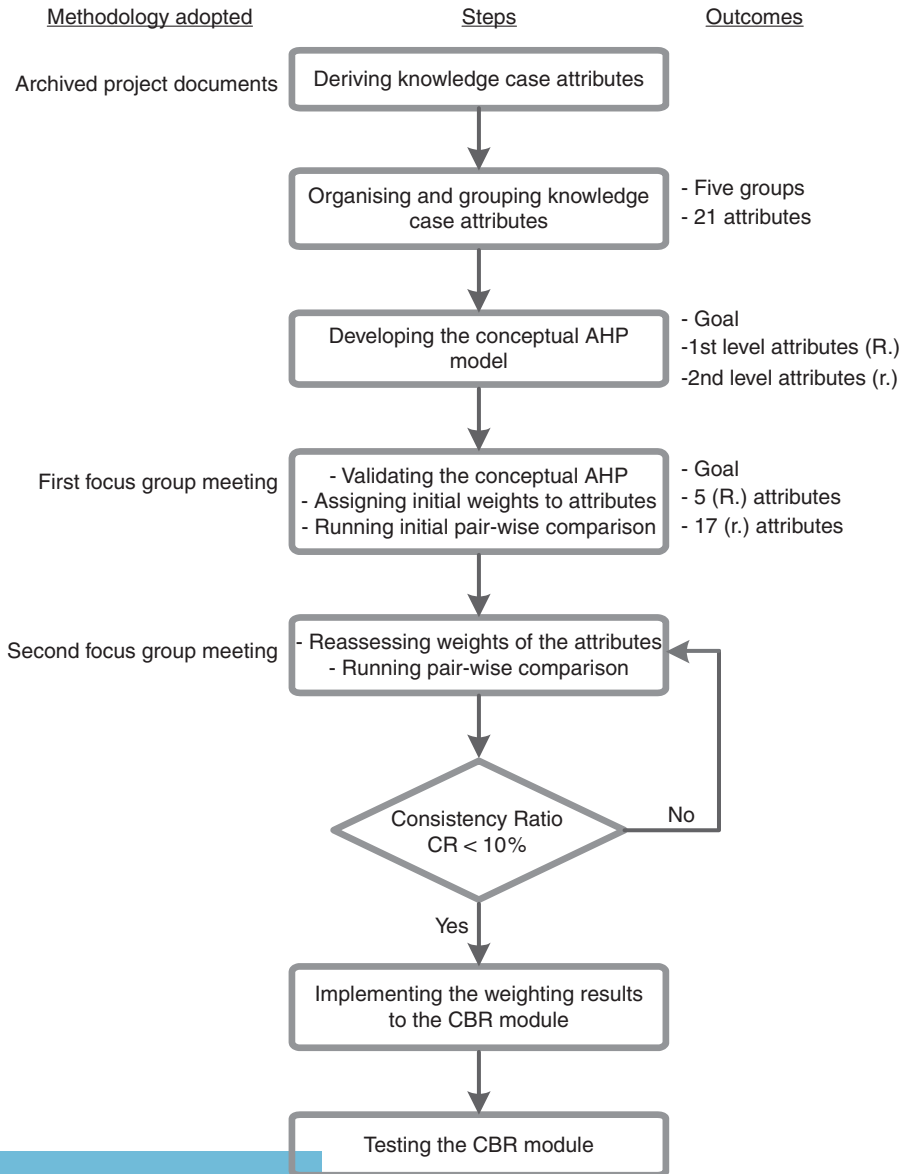 Methodology adopted
Steps
Outcomes
Archived project documents
Deriving knowledge case attributes
Organising and grouping knowledge
case attributes
- Five groups
- 21 attributes
Developing the conceptual AHP
model
- Goal
-1st level attributes (R.)
-2nd level attributes (r.)
First focus group meeting
- Validating the conceptual AHP
- Assigning initial weights to attributes
- Running initial pair-wise comparison
- Goal
- 5 (R.) attributes
- 17 (r.) attributes
Second focus group meeting
- Reassessing weights of the attributes
- Running pair-wise comparison
Consistency Ratio
CR < 10%
No
Yes
Implementing the weighting results
to the CBR module
Testing the CBR module